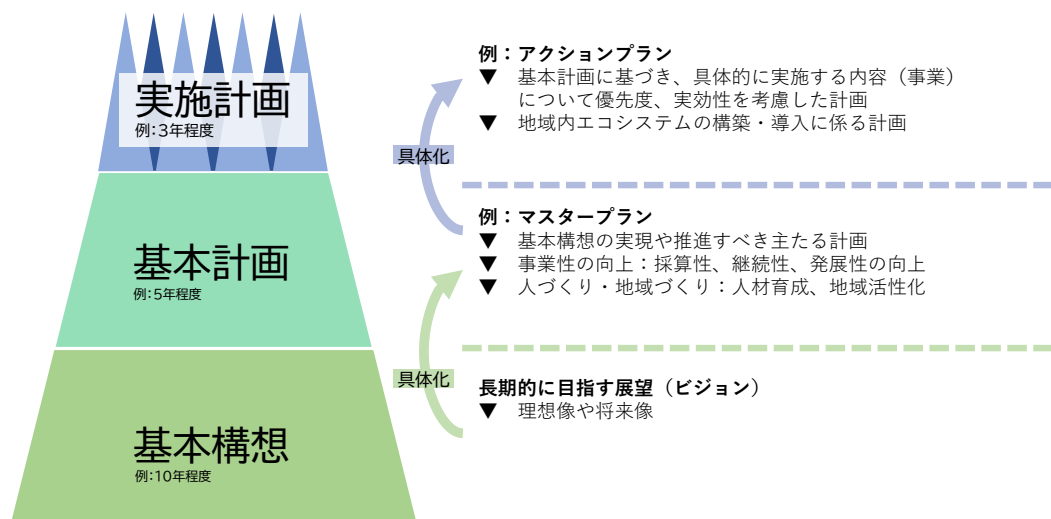 実施計画
例：3年程度
例：アクションプラン
▼ 基本計画に基づき、具体的に実施する内容（事業）
について優先度、実効性を考慮した計画
▼ 地域内エコシステムの構築・導入に係る計画
具体化
基本計画
例：5年程度
例：マスタープラン
▼ 基本構想の実現や推進すべき主たる計画
▼ 事業性の向上：採算性、継続性、発展性の向上
▼ 人づくり・地域づくり：人材育成、地域活性化
具体化
基本構想
例：10年程度
長期的に目指す展望（ビジョン）
▼ 理想像や将来像